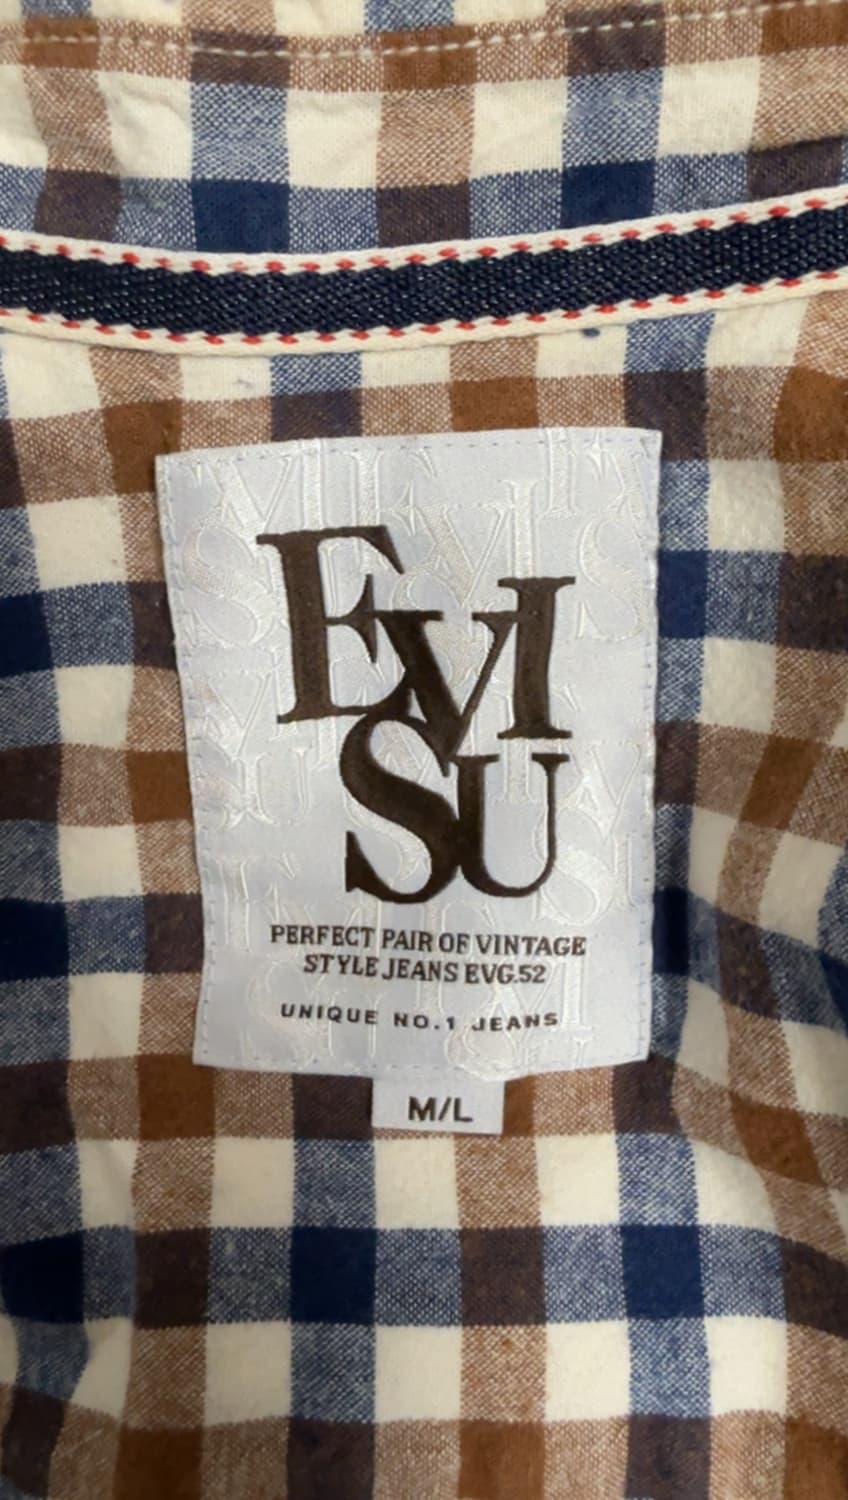 EVI
SU
PERFECT PAIR OF VINTAGE
STYLE JEANS EVG.52
UNIQUE NO.1 JEANS
M/L